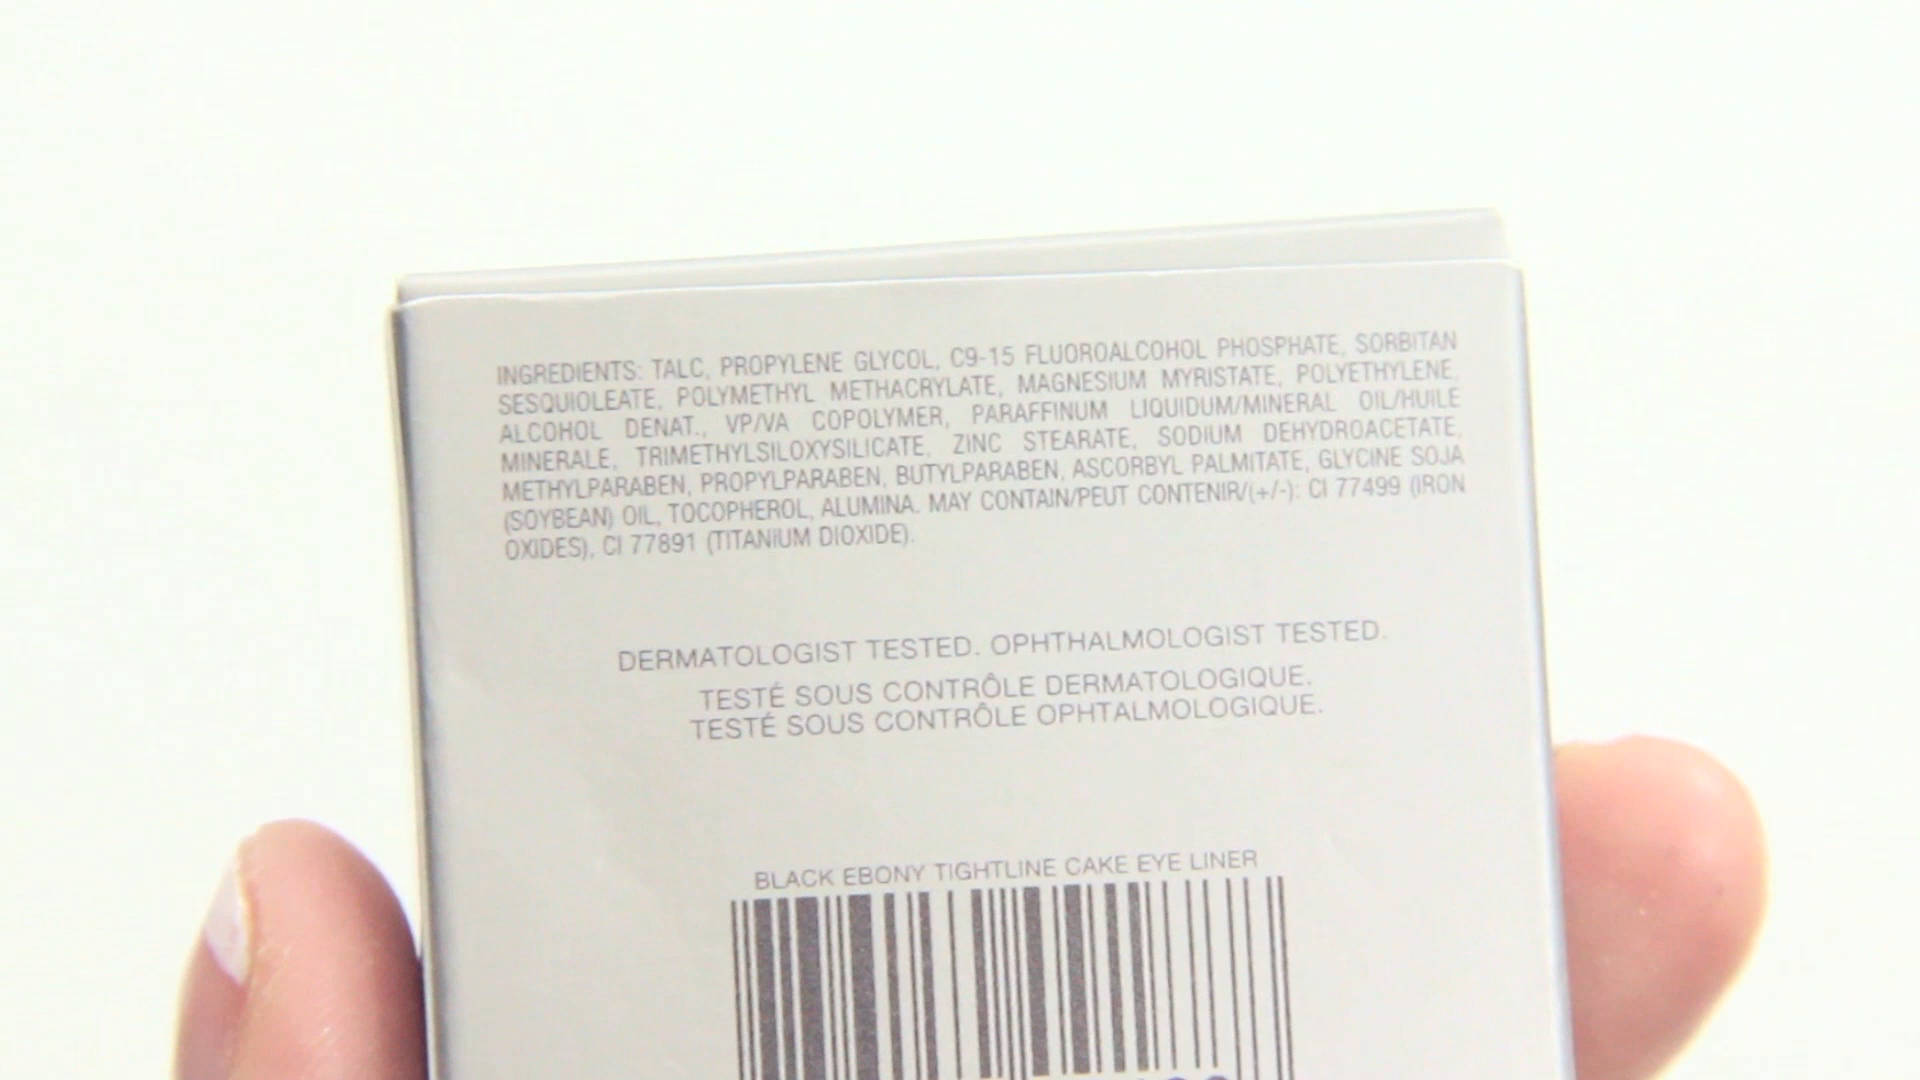 INGREDIENTS: TALC, PROPYLENE GLYCOL, C9-15 FLUOROALCOHOL PHOSPHATE, SORBITAN
SESQUIOLEATE, POLYMETHYL METHACRYLATE, MAGNESIUM MYRISTATE, POLYETHYLENE,
ALCOHOL DENAT., VP/VA COPOLYMER, PARAFFINUM LIQUIDUM/MINERAL OIL/HUILE
MINERALE, TRIMETHYLSILOXYSILICATE, ZINC STEARATE, SODIUM DEHYDROACETATE,
METHYLPARABEN, PROPYLPARABEN, BUTYLPARABEN, ASCORBYL PALMITATE, GLYCINE SOJA
(SOYBEAN) OIL, TOCOPHEROL, ALUMINA. MAY CONTAIN/PEUT CONTENIR/(+/-): CI 77499 (IRON
OXIDES), CI 77891 (TITANIUM DIOXIDE).
DERMATOLOGIST TESTED. OPHTHALMOLOGIST TESTED.
TESTÉ SOUS CONTRÔLE DERMATOLOGIQUE.
TESTÉ SOUS CONTRÔLE OPHTALMOLOGIQUE.
BLACK EBONY TIGHTLINE CAKE EYE LINER